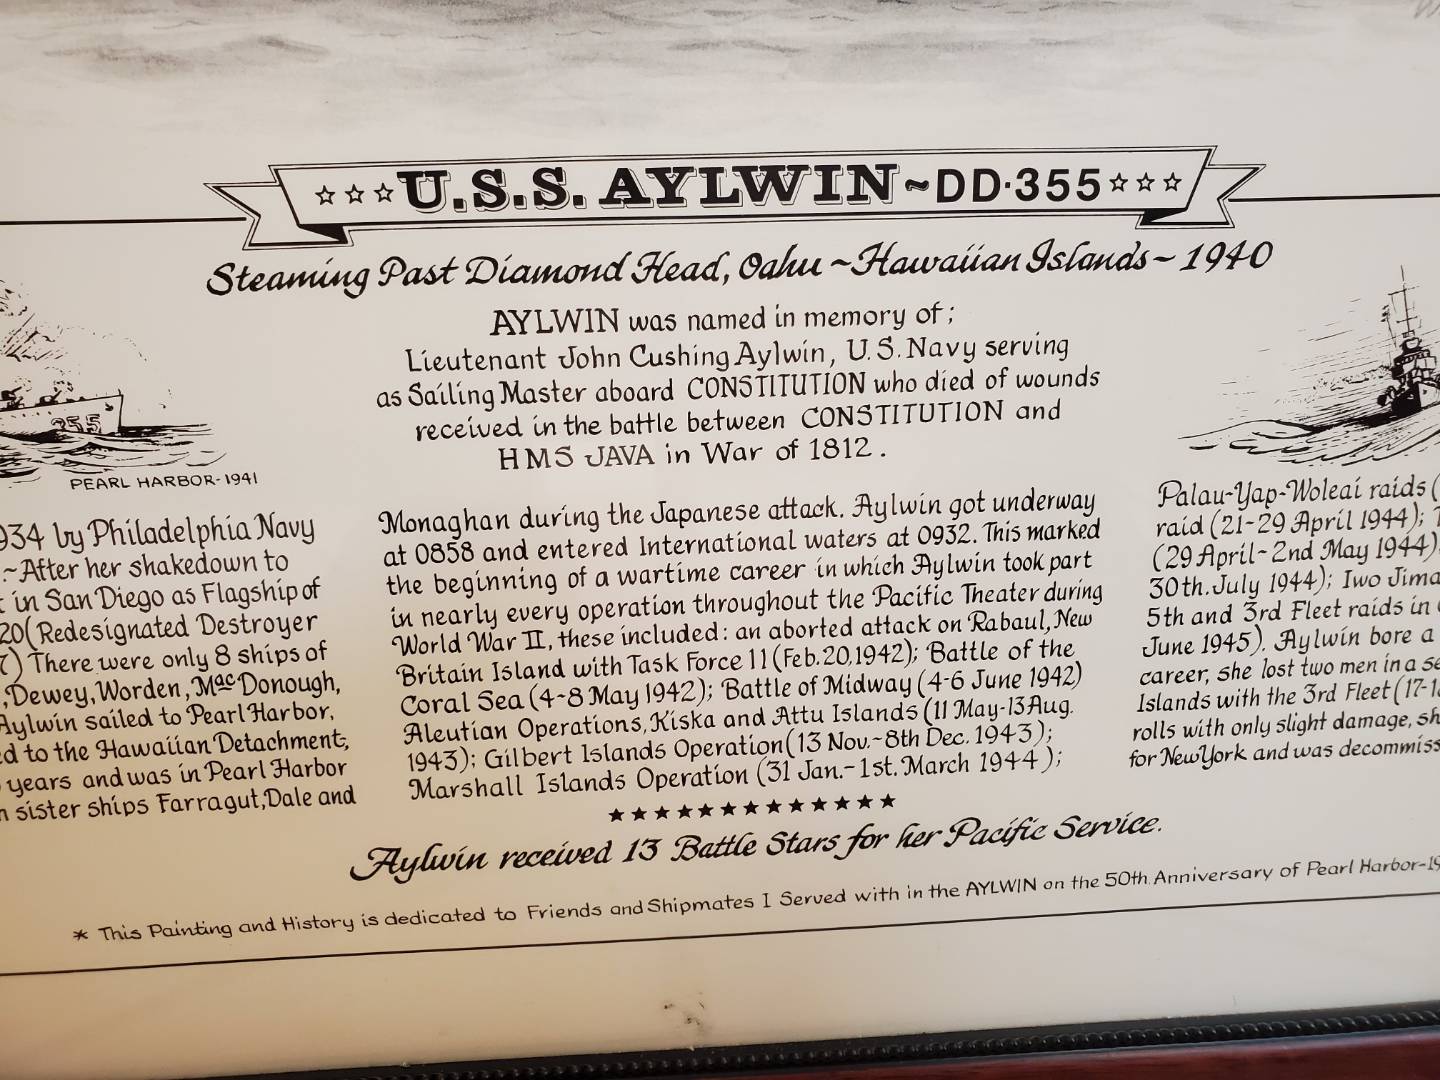 ☆☆☆ U.S.S. AYLWIN ~ DD·355 ☆☆☆
Steaming Past Diamond Head, Oahu ~ Hawaiian Islands ~ 1940
AYLWIN was named in memory of;
Lieutenant John Cushing Aylwin, U.S. Navy serving
as Sailing Master aboard CONSTITUTION who died of wounds
received in the battle between CONSTITUTION and
HMS JAVA in War of 1812.
355
PEARL HARBOR - 1941
934 by Philadelphia Navy
.~After her shakedown to
in San Diego as Flagship of
20(Redesignated Destroyer
) There were only 8 ships of
, Dewey, Worden, MacDonough,
Aylwin sailed to Pearl Harbor,
ed to the Hawaiian Detachment;
years and was in Pearl Harbor
sister ships Farragut, Dale and
Monaghan during the Japanese attack. Aylwin got underway
at 0858 and entered International waters at 0932. This marked
the beginning of a wartime career in which Aylwin took part
in nearly every operation throughout the Pacific Theater during
World War II, these included: an aborted attack on Rabaul, New
Britain Island with Task Force 11 (Feb. 20, 1942); Battle of the
Coral Sea (4-8 May 1942); Battle of Midway (4-6 June 1942)
Aleutian Operations, Kiska and Attu Islands (11 May-13 Aug.
1943); Gilbert Islands Operation (13 Nov.~8th Dec. 1943);
Marshall Islands Operation (31 Jan.-1st. March 1944);
Palau-Yap-Woleai raids (
raid (21-29 April 1944);
(29 April~2nd May 1944)
30th. July 1944); Iwo Jima
5th and 3rd Fleet raids in
June 1945). Aylwin bore a
career, she lost two men in a
Islands with the 3rd Fleet (17-
rolls with only slight damage,
for New York and was
★★★★★★★★★★★★★
Aylwin received 13 Battle Stars for her Pacific Service.
* This Painting and History is dedicated to Friends and Shipmates I Served with in the AYLWIN on the 50th Anniversary of Pearl Harbor-